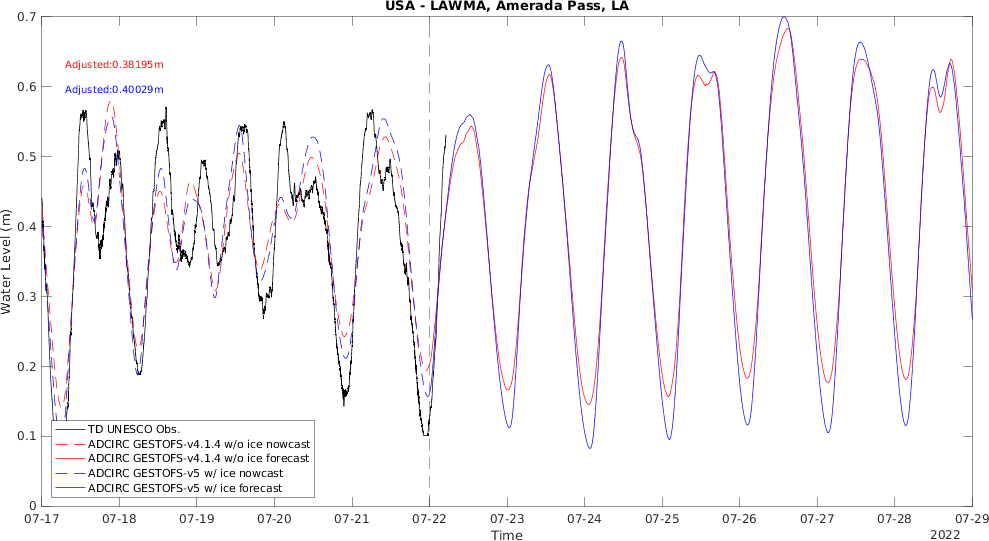 USA - LAWMA, Amerada Pass, LA
0.7
0.6
0.5
0.4
0.3
0.2
0.1
0
Water Level (m)
Adjusted:0.38195m
Adjusted:0.40029m
TD UNESCO Obs.
ADCIRC GESTOFS-v4.1.4 w/o ice nowcast
ADCIRC GESTOFS-v4.1.4 w/o ice forecast
ADCIRC GESTOFS-v5 w/ ice nowcast
ADCIRC GESTOFS-v5 w/ ice forecast
07-17 07-18 07-19 07-20 07-21 07-22 07-23 07-24 07-25 07-26 07-27 07-28 07-29
Time
2022